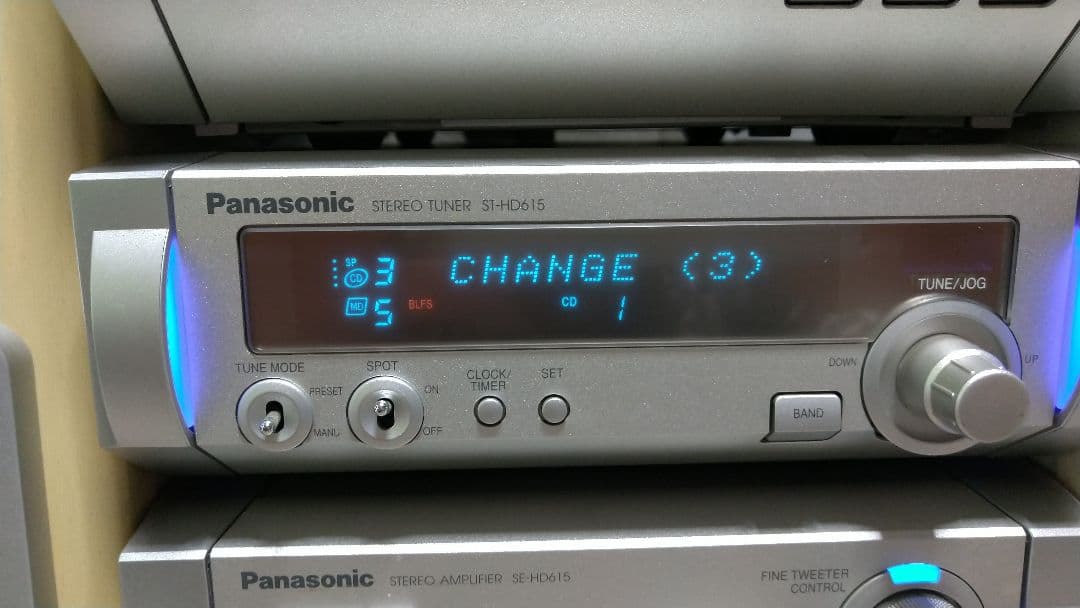 Panasonic STEREO TUNER ST-HD615
SP
CD 3 CHANGE (3)
MD 5 BLFS CD 1
TUNE/JOG
DOWN UP
TUNE MODE SPOT CLOCK/ SET
TIMER
PRESET ON
MANU OFF
BAND
Panasonic STEREO AMPLIFIER SE-HD615
FINE TWEETER
CONTROL